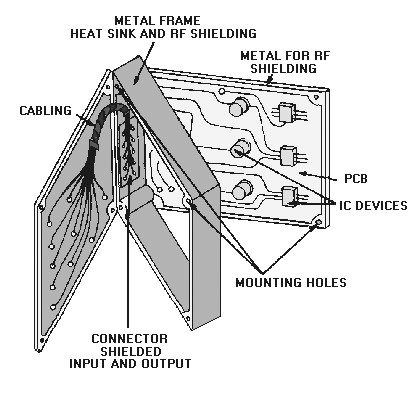 METAL FRAME
HEAT SINK AND RF SHIELDING
METAL FOR RF
SHIELDING
CABLING
PCB
IC DEVICES
MOUNTING HOLES
CONNECTOR
SHIELDED
INPUT AND OUTPUT